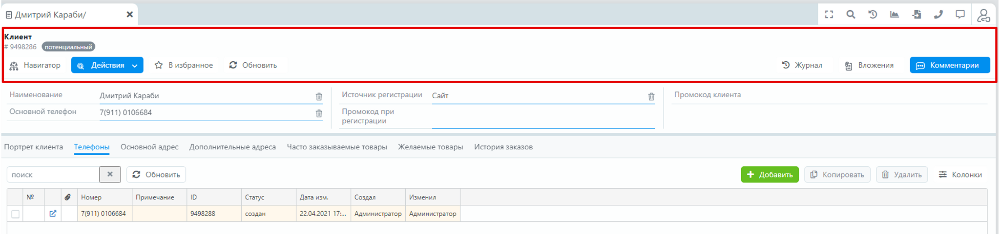 Дмитрий Караби/
Клиент
# 9498286 потенциальный
Навигатор Действия В избранное Обновить Журнал Вложения Комментарии
Наименование Дмитрий Караби Источник регистрации Сайт Промокод клиента
Основной телефон 7(911) 0106684 Промокод при
регистрации
Портрет клиента Телефоны Основной адрес Дополнительные адреса Часто заказываемые товары Желаемые товары История заказов
поиск Обновить Добавить Копировать Удалить Колонки
№ Номер Примечание ID Статус Дата изм. Создал Изменил
7(911) 0106684 9498288 создан 22.04.2021 17:... Администратор Администратор